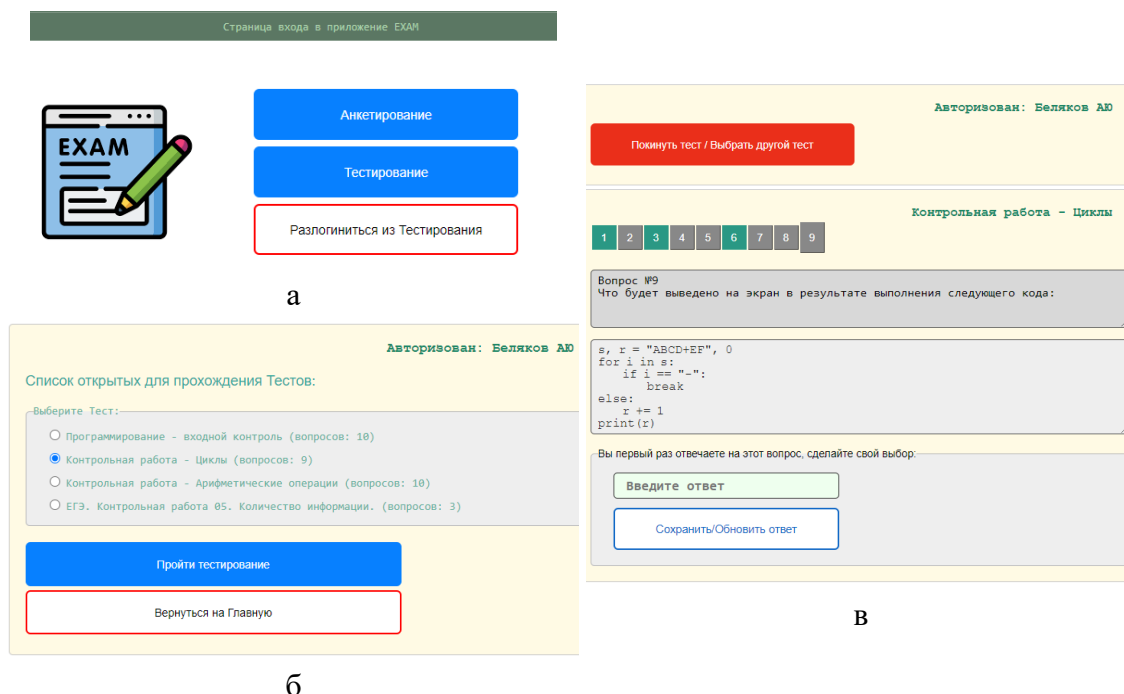 Страница входа в приложение EXAM
EXAM
Анкетирование
Тестирование
Разлогиниться из Тестирования
а
Авторизован: Беляков АЮ
Список открытых для прохождения Тестов:
Выберите Тест:
Программирование - входной контроль (вопросов: 10)
Контрольная работа - Циклы (вопросов: 9)
Контрольная работа - Арифметические операции (вопросов: 10)
ЕГЭ. Контрольная работа 05. Количество информации. (вопросов: 3)
Пройти тестирование
Вернуться на Главную
б
Авторизован: Беляков АЮ
Покинуть тест / Выбрать другой тест
Контрольная работа - Циклы
1 2 3 4 5 6 7 8 9
Вопрос №9
Что будет выведено на экран в результате выполнения следующего кода:
s, r = "ABCD+EF", 0
for i in s:
if i == "-":
break
else:
r += 1
print(r)
Вы первый раз отвечаете на этот вопрос, сделайте свой выбор:
Введите ответ
Сохранить/Обновить ответ
в